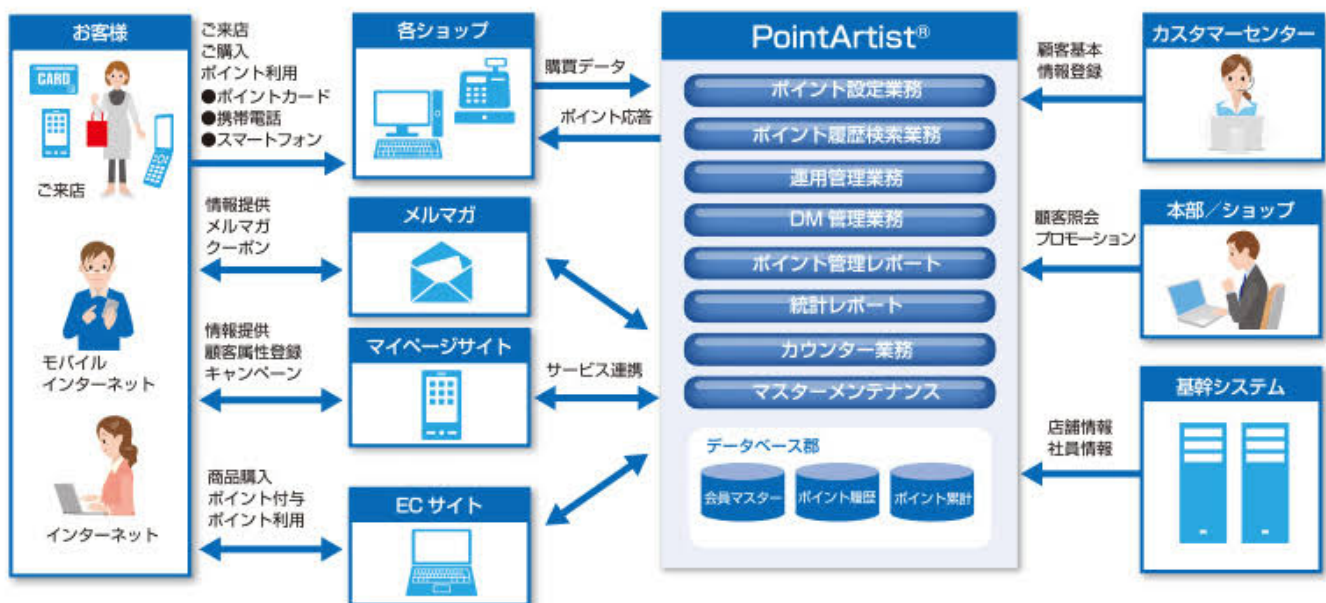 お客様
CARD
ご来店
モバイル
インターネット
インターネット
ご来店
ご購入
ポイント利用
●ポイントカード
●携帯電話
●スマートフォン
情報提供
メルマガ
クーポン
情報提供
顧客属性登録
キャンペーン
商品購入
ポイント付与
ポイント利用
各ショップ
メルマガ
マイページサイト
ECサイト
購買データ
ポイント応答
サービス連携
PointArtist®
ポイント設定業務
ポイント履歴検索業務
運用管理業務
DM管理業務
ポイント管理レポート
統計レポート
カウンター業務
マスターメンテナンス
データベース郡
会員マスター
ポイント履歴
ポイント累計
顧客基本
情報登録
顧客照会
プロモーション
店舗情報
社員情報
カスタマーセンター
本部／ショップ
基幹システム